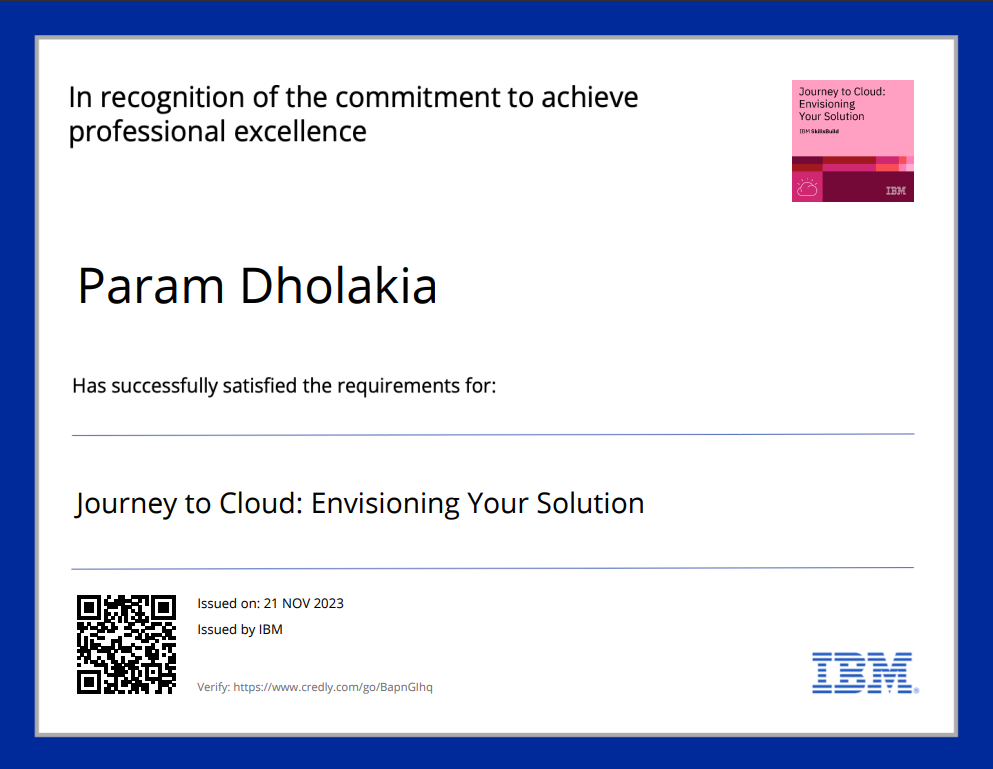 In recognition of the commitment to achieve
professional excellence
Journey to Cloud:
Envisioning
Your Solution
IBM SkillsBuild
IBM
Param Dholakia
Has successfully satisfied the requirements for:
Journey to Cloud: Envisioning Your Solution
Issued on: 21 NOV 2023
Issued by IBM
Verify: https://www.credly.com/go/BapnGIhq
IBM®